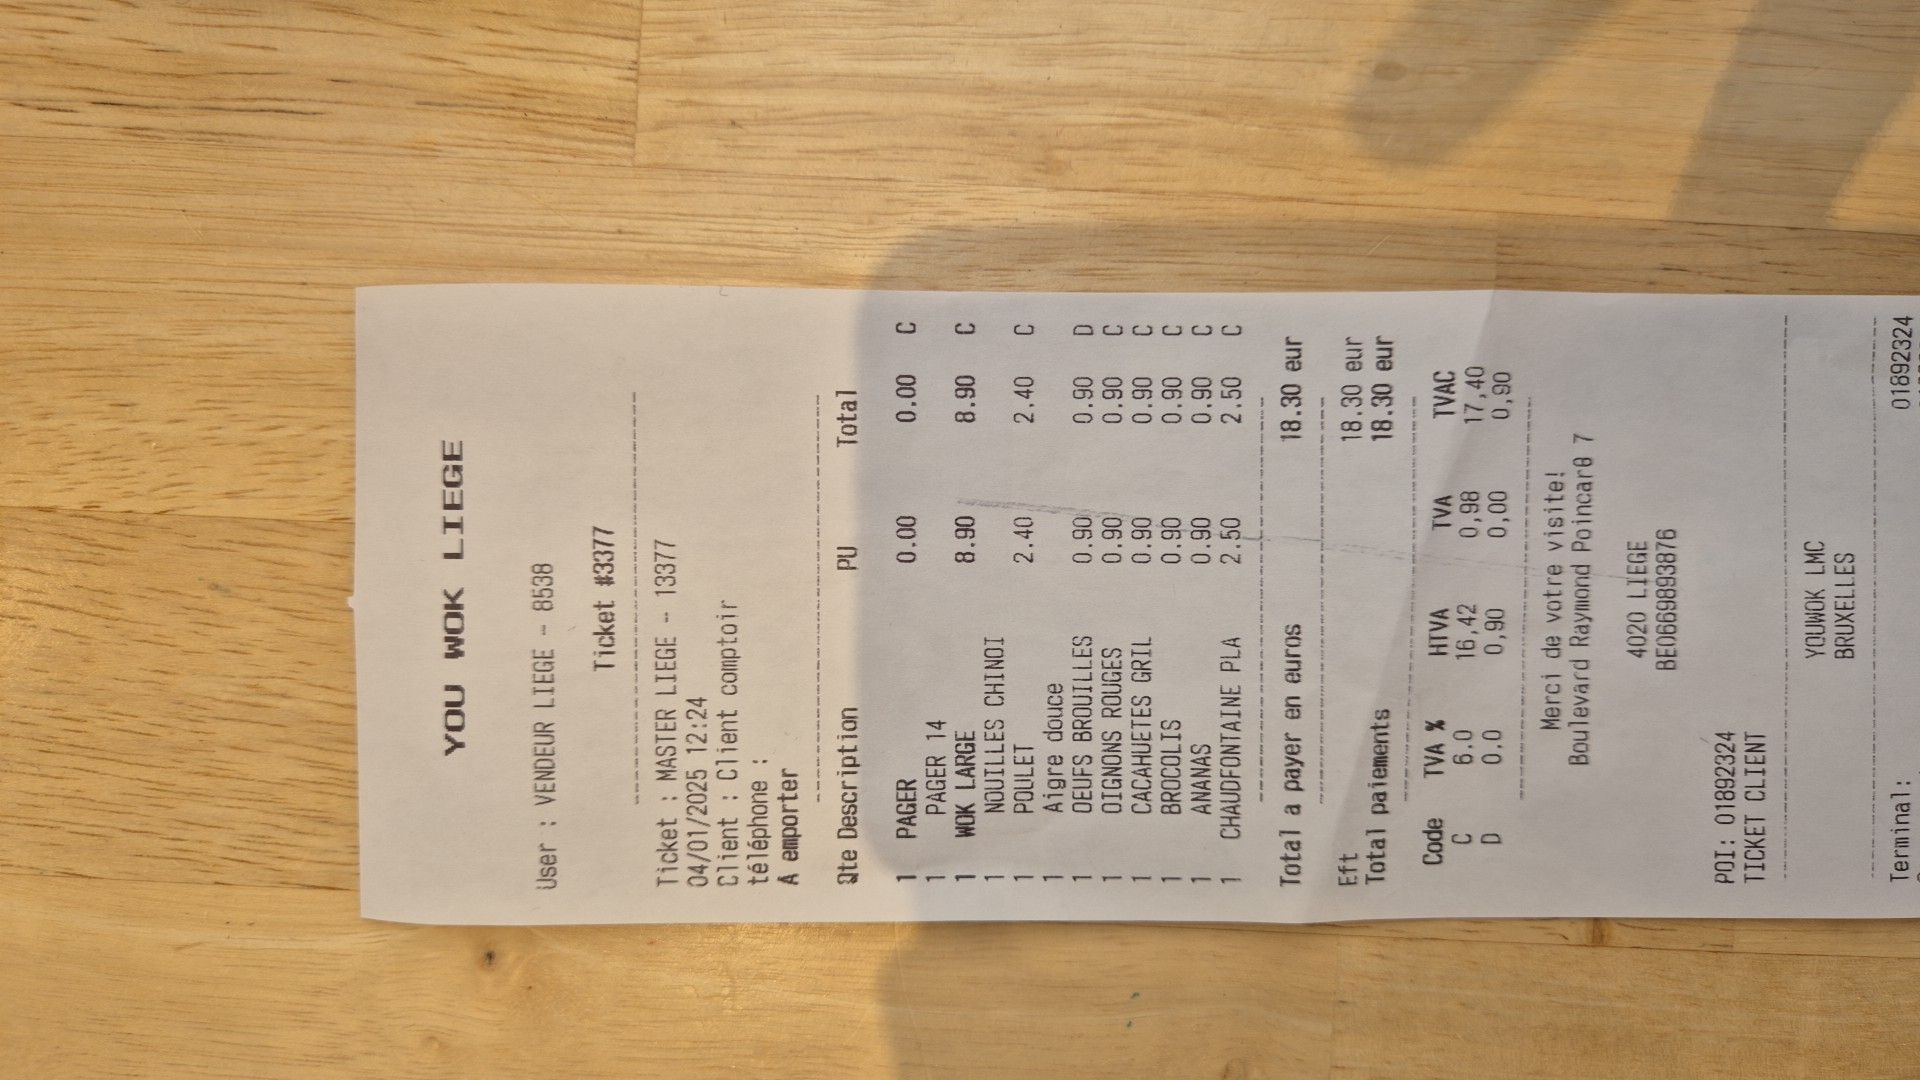 YOU WOK LIEGE
User : VENDEUR LIEGE - 8538
Ticket #3377
Ticket : MASTER LIEGE - 13377
04/01/2025 12:24
Client : Client comptoir
téléphone :
A emporter
Qte Description PU Total
1 PAGER 0.00 0.00 C
1 PAGER 14
1 WOK LARGE 8.90 8.90 C
1 NOUILLES CHINOI
1 POULET 2.40 2.40 C
1 Aigre douce
1 OEUFS BROUILLES 0.90 0.90 D
1 OIGNONS ROUGES 0.90 0.90 C
1 CACAHUETES GRIL 0.90 0.90 C
1 BROCOLIS 0.90 0.90 C
1 ANANAS 0.90 0.90 C
1 CHAUDFONTAINE PLA 2.50 2.50 C
Total a payer en euros 18.30 eur
Eft 18.30 eur
Total paiements 18.30 eur
Code TVA % HTVA TVA TVAC
C 6.0 16,42 0,98 17,40
D 0.0 0,90 0,00 0,90
Merci de votre visite!
Boulevard Raymond Poincarθ 7
4020 LIEGE
BE0669893876
POI: 01892324
TICKET CLIENT
YOUWOK LMC
BRUXELLES
Terminal: 01892324